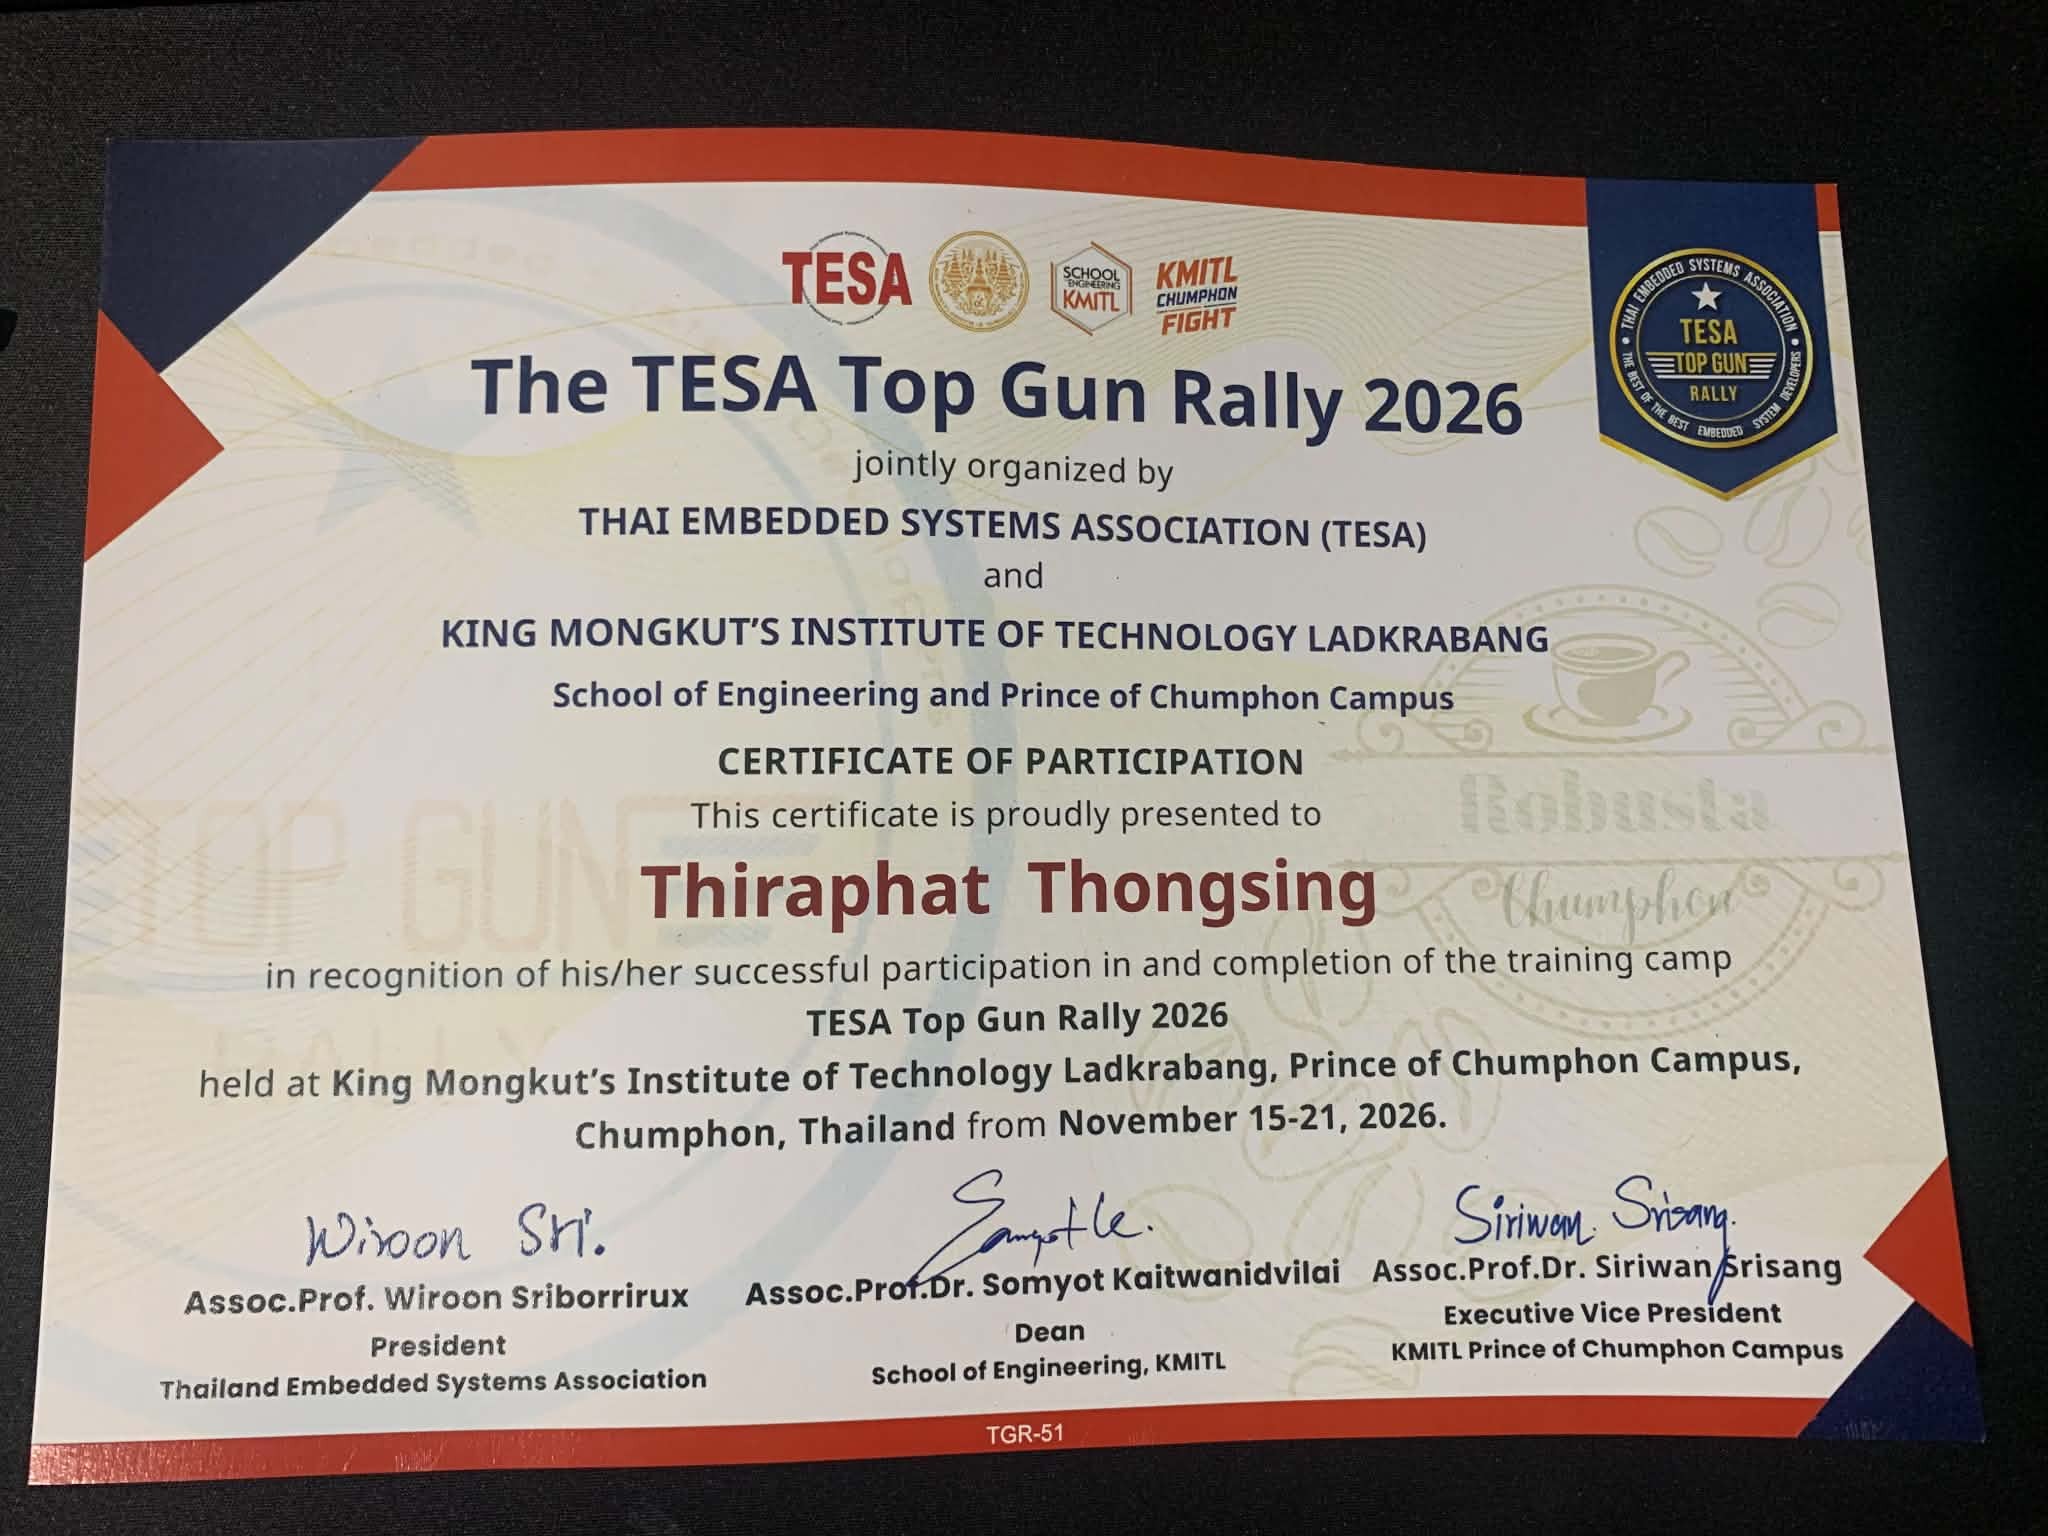 TESA
SCHOOL OF ENGINEERING KMITL
KMITL
CHUMPHON
FIGHT
THAI EMBEDDED SYSTEMS ASSOCIATION
TESA
TOP GUN
RALLY
THE BEST OF THE BEST EMBEDDED SYSTEM DEVELOPERS
The TESA Top Gun Rally 2026
jointly organized by
THAI EMBEDDED SYSTEMS ASSOCIATION (TESA)
and
KING MONGKUT'S INSTITUTE OF TECHNOLOGY LADKRABANG
School of Engineering and Prince of Chumphon Campus
CERTIFICATE OF PARTICIPATION
This certificate is proudly presented to
Thiraphat Thongsing
in recognition of his/her successful participation in and completion of the training camp
TESA Top Gun Rally 2026
held at King Mongkut's Institute of Technology Ladkrabang, Prince of Chumphon Campus,
Chumphon, Thailand from November 15-21, 2026.
Robusta
Chumphon
TOP GUN
RALLY
Wiroon Sri.
Assoc.Prof. Wiroon Sriborrirux
President
Thailand Embedded Systems Association
Assoc.Prof.Dr. Somyot Kaitwanidvilai
Dean
School of Engineering, KMITL
Siriwan Srisang.
Assoc.Prof.Dr. Siriwan Srisang
Executive Vice President
KMITL Prince of Chumphon Campus
TGR-51